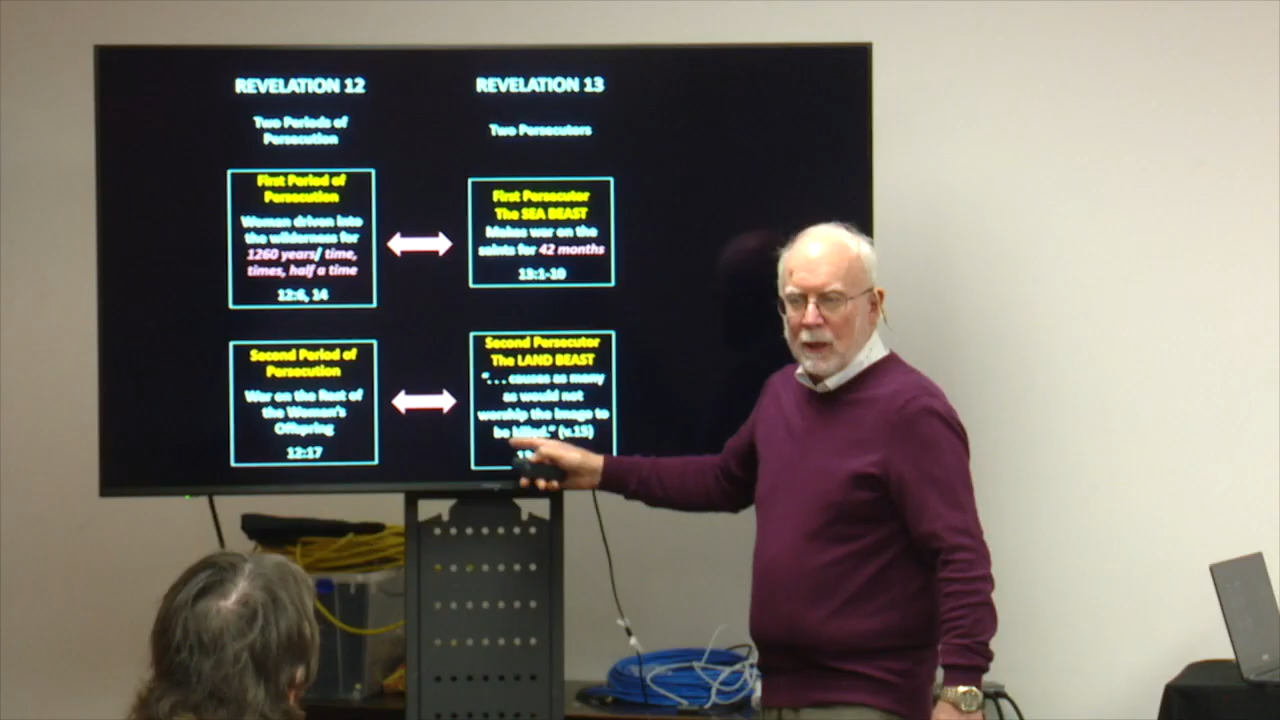 REVELATION 12
Two Periods of
Persecution
First Period of
Persecution
Woman driven into
the wilderness for
1260 years/ time,
times, half a time
12:6, 14
Second Period of
Persecution
War on the Rest of
the Woman's
Offspring
12:17
REVELATION 13
Two Persecutors
First Persecutor
The SEA BEAST
Makes war on the
saints for 42 months
13:1-10
Second Persecutor
The LAND BEAST
". . . causes as many
as would not
worship the image to
be killed." (v.15)